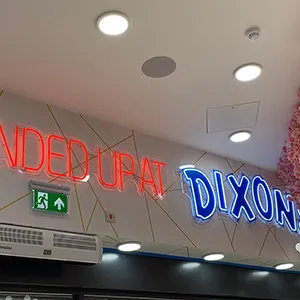 NDED UP AT DIXONS